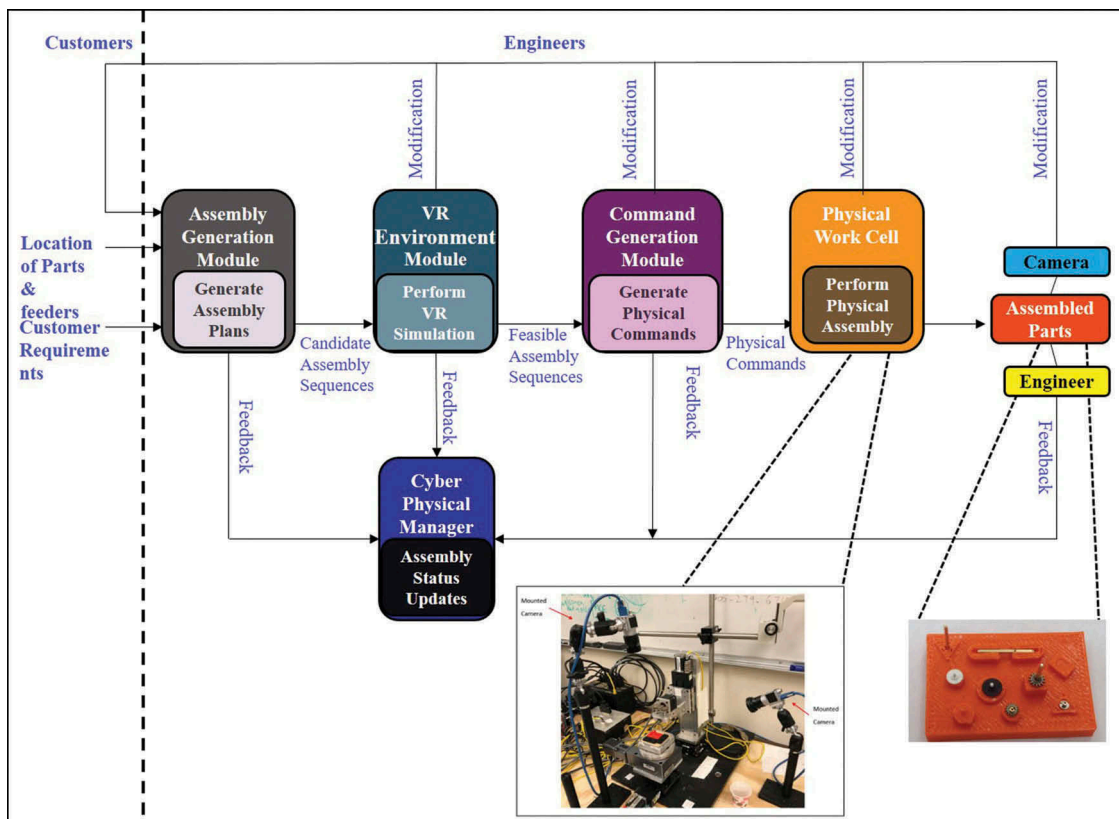 Customers
Engineers
Modification
Modification
Modification
Modification
Assembly
Generation
Module
Generate
Assembly
Plans
VR
Environment
Module
Perform
VR
Simulation
Command
Generation
Module
Generate
Physical
Commands
Physical
Work Cell
Perform
Physical
Assembly
Location
of Parts
&
feeders
Customer
Requireme
nts
Camera
Assembled
Parts
Engineer
Candidate
Assembly
Sequences
Feasible
Assembly
Sequences
Physical
Commands
Feedback
Feedback
Feedback
Feedback
Cyber
Physical
Manager
Assembly
Status
Updates
Mounted
Camera
Mounted
Camera